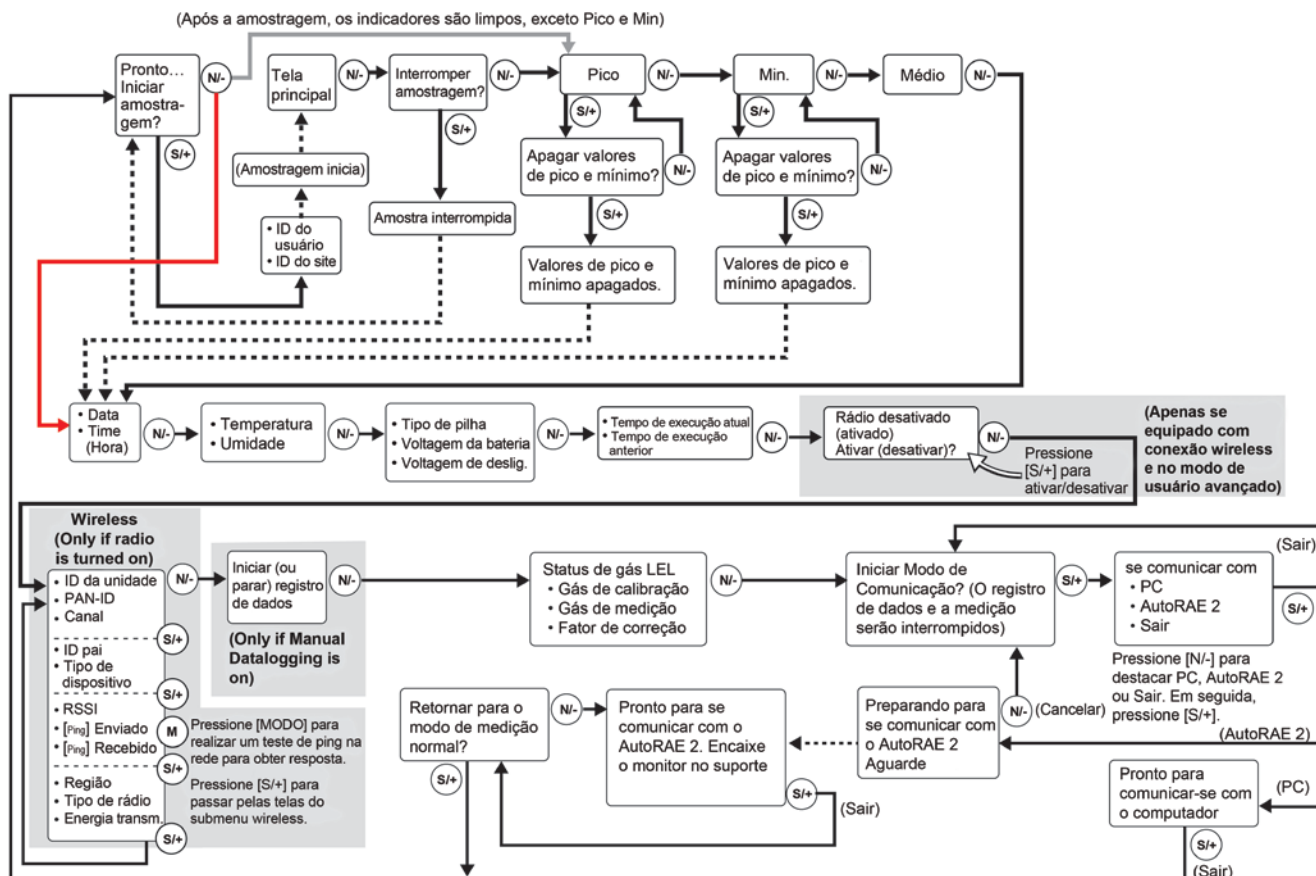 (Após a amostragem, os indicadores são limpos, exceto Pico e Min)
Pronto...
Iniciar
amostra-
gem?
N/-
S/+
Tela
principal
N/-
(Amostragem inicia)
• ID do
usuário
• ID do site
Interromper
amostragem?
N/-
S/+
Amostra interrompida
Pico
N/-
S/+
Apagar valores
de pico e mínimo?
N/-
S/+
Valores de pico e
mínimo apagados.
Min.
N/-
S/+
Apagar valores
de pico e mínimo?
N/-
S/+
Valores de pico e
mínimo apagados.
Médio
N/-
• Data
• Time
(Hora)
N/-
• Temperatura
• Umidade
N/-
• Tipo de pilha
• Voltagem da bateria
• Voltagem de deslig.
N/-
• Tempo de execução atual
• Tempo de execução
anterior
N/-
Rádio desativado
(ativado)
Ativar (desativar)?
N/-
Pressione
[S/+] para
ativar/desativar
(Apenas se
equipado com
conexão wireless
e no modo de
usuário avançado)
Wireless
(Only if radio
is turned on)
• ID da unidade
• PAN-ID
• Canal
N/-
S/+
• ID pai
• Tipo de
dispositivo
S/+
• RSSI
• [Ping] Enviado
• [Ping] Recebido
M
S/+
• Região
• Tipo de rádio
• Energia transm.
S/+
Pressione [MODO] para
realizar um teste de ping na
rede para obter resposta.
Pressione [S/+] para
passar pelas telas do
submenu wireless.
Iniciar (ou
parar) registro
de dados
N/-
(Only if Manual
Datalogging is
on)
Status de gás LEL
• Gás de calibração
• Gás de medição
• Fator de correção
N/-
Iniciar Modo de
Comunicação? (O registro
de dados e a medição
serão interrompidos)
S/+
se comunicar com
• PC
• AutoRAE 2
• Sair
(Sair)
S/+
Pressione [N/-] para
destacar PC, AutoRAE 2
ou Sair. Em seguida,
pressione [S/+].
(AutoRAE 2)
N/-
(Cancelar)
Preparando para
se comunicar com
o AutoRAE 2
Aguarde
Pronto para se
comunicar com o
AutoRAE 2. Encaixe
o monitor no suporte
S/+
(Sair)
Retornar para o
modo de medição
normal?
N/-
S/+
Pronto para
comunicar-se com
o computador
(PC)
S/+
(Sair)